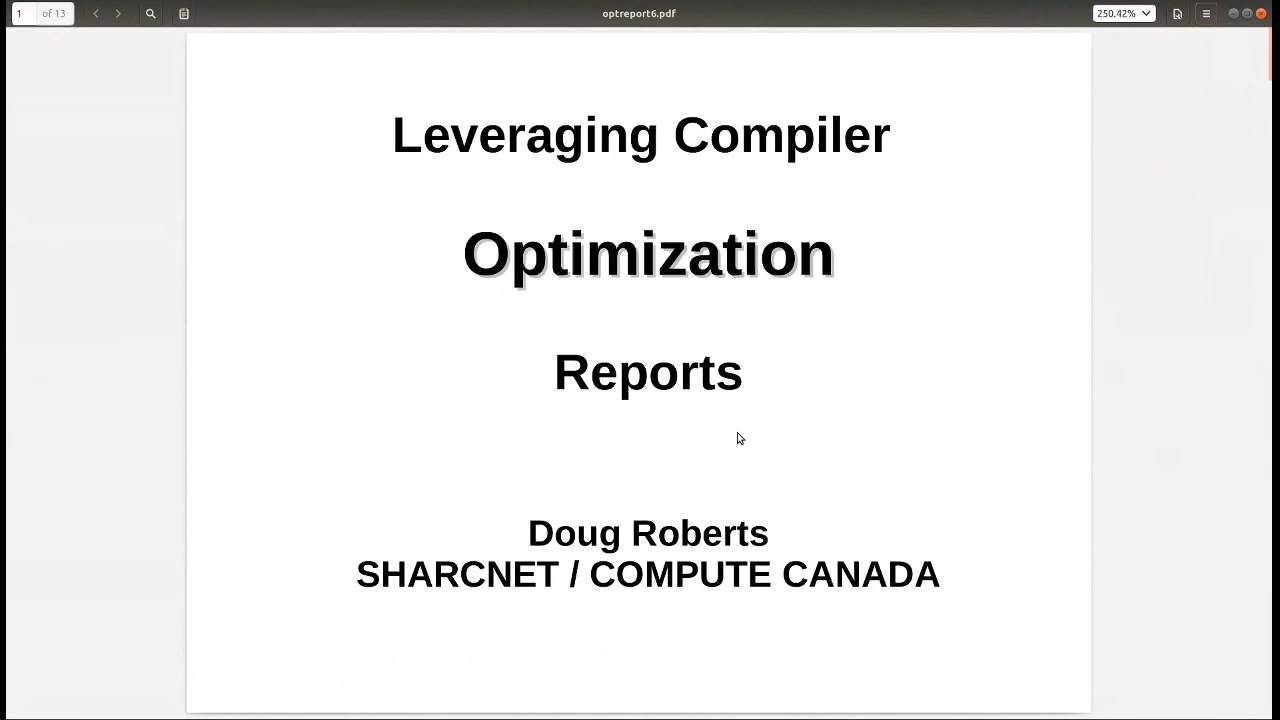 1 of 13
optreport6.pdf
250.42%
Leveraging Compiler
Optimization
Reports
Doug Roberts
SHARCNET / COMPUTE CANADA